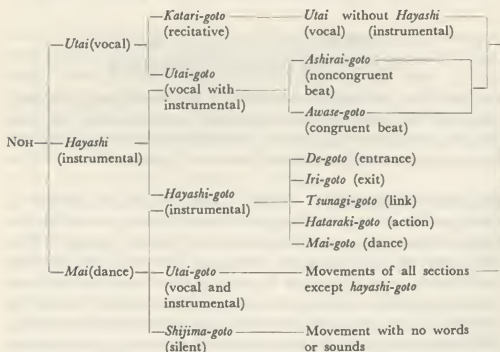 Katari-goto
(recitative)
Utai without Hayashi
(vocal) (instrumental)
Utai (vocal)
Utai-goto
(vocal with
instrumental)
Ashirai-goto
(noncongruent
beat)
Awase-goto
(congruent beat)
NOH
Hayashi
(instrumental)
Hayashi-goto
(instrumental)
De-goto (entrance)
Iri-goto (exit)
Tsunagi-goto (link)
Hataraki-goto (action)
Mai-goto (dance)
Mai (dance)
Utai-goto
(vocal and
instrumental)
Movements of all sections
except hayashi-goto
Shijima-goto
(silent)
Movement with no words
or sounds